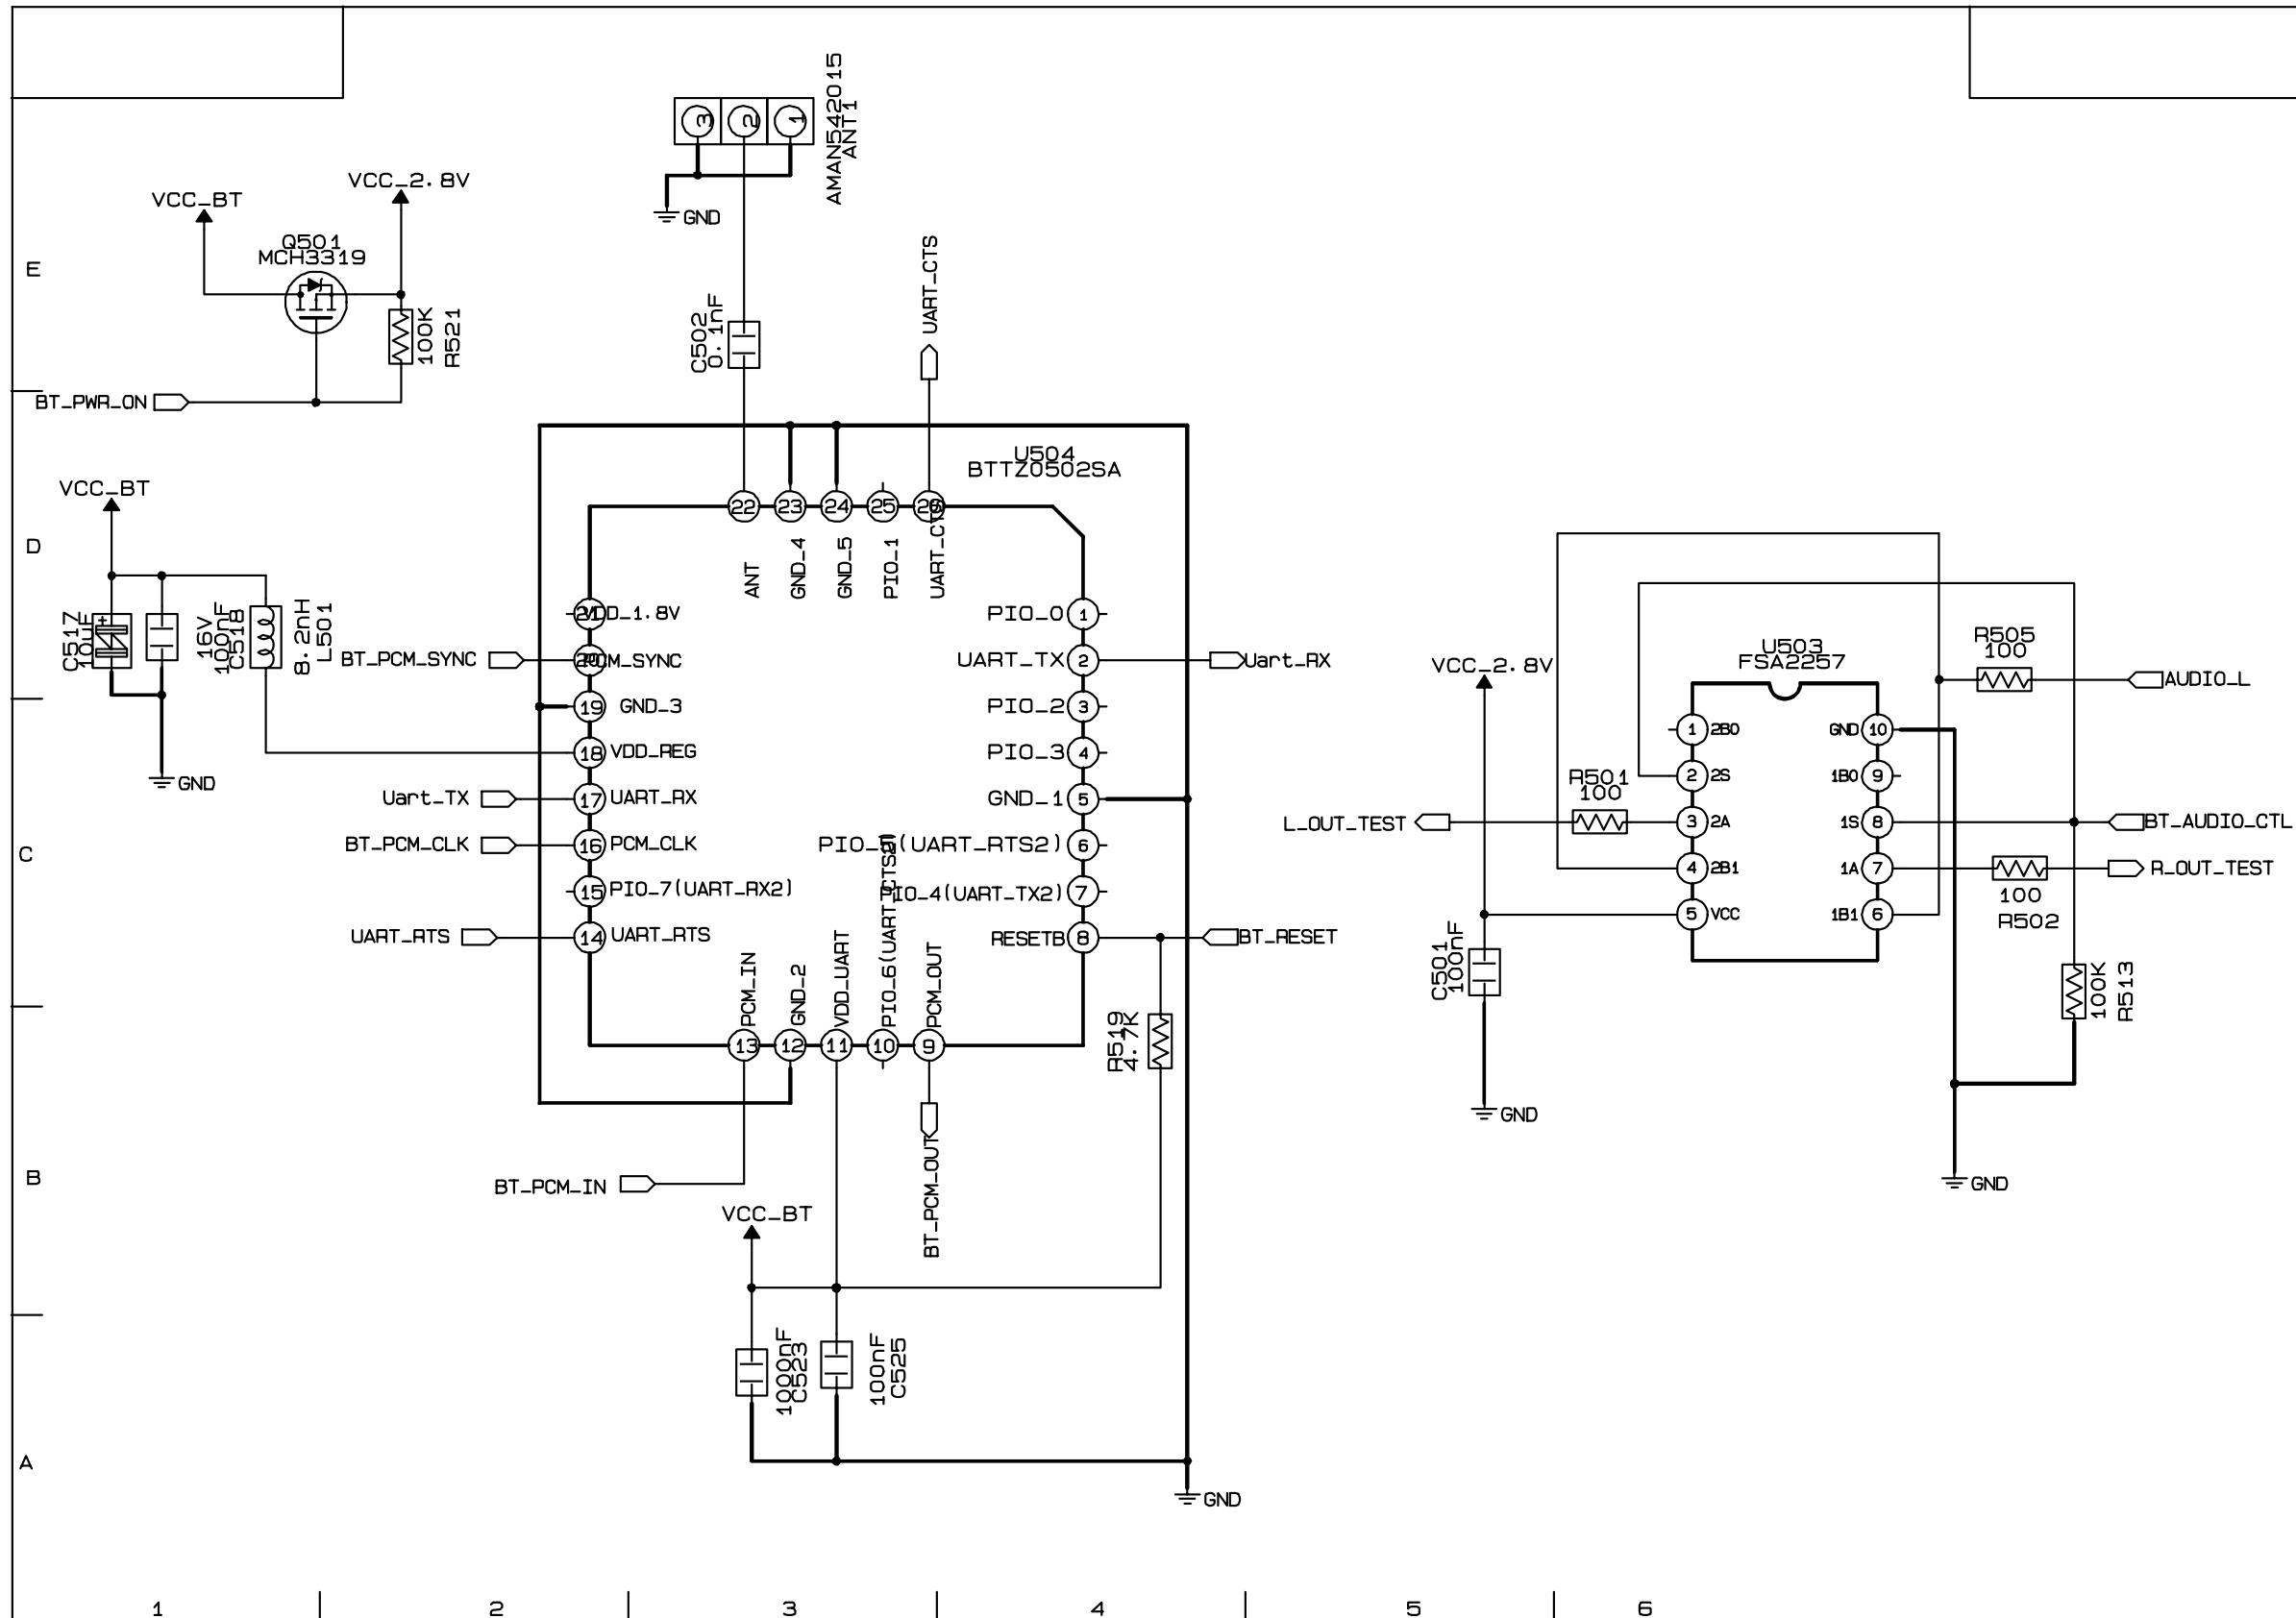 AMAN542015
ANT1
3
2
1
GND
VCC_BT
VCC_2.8V
Q501
MCH3319
100K
R521
BT_PWR_ON
C502
0.1nF
UART_CTS
E
D
C
B
A
U504
BTTZ0502SA
22
23
24
25
26
ANT
GND_4
GND_5
PIO_1
UART_CTS
VCC_BT
C517
10uF
16V
100nF
C518
8.2nH
L501
GND
21
VDD_1.8V
BT_PCM_SYNC
20
PCM_SYNC
19
GND_3
18
VDD_REG
Uart_TX
17
UART_RX
BT_PCM_CLK
16
PCM_CLK
15
PIO_7(UART_RX2)
UART_RTS
14
UART_RTS
PIO_0
1
UART_TX
2
Uart_RX
PIO_2
3
PIO_3
4
GND_1
5
PIO_5(UART_RTS2)
6
PIO_4(UART_TX2)
7
RESETB
8
BT_RESET
PCM_IN
GND_2
VDD_UART
PIO_6(UART_CTS2)
PCM_OUT
13
12
11
10
9
R519
4.7K
BT_PCM_IN
BT_PCM_OUT
VCC_BT
1000nF
C523
100nF
C525
GND
VCC_2.8V
U503
FSA2257
R505
100
AUDIO_L
1
2B0
2
2S
3
2A
4
2B1
5
VCC
GND
10
1B0
9
1S
8
1A
7
1B1
6
R501
100
L_OUT_TEST
BT_AUDIO_CTL
R_OUT_TEST
100
R502
C501
100nF
GND
100K
R513
GND
1
2
3
4
5
6